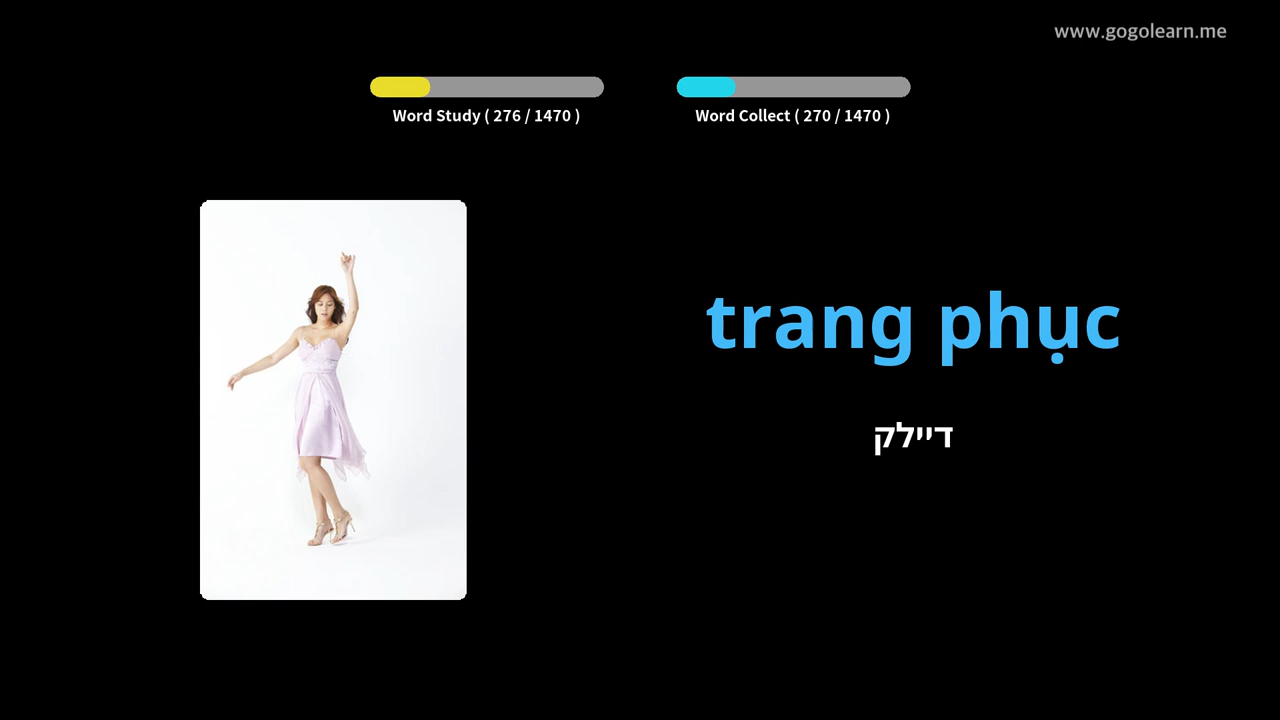 www.gogolearn.me
Word Study ( 276 / 1470 )
Word Collect ( 270 / 1470 )
trang phục
דיילק